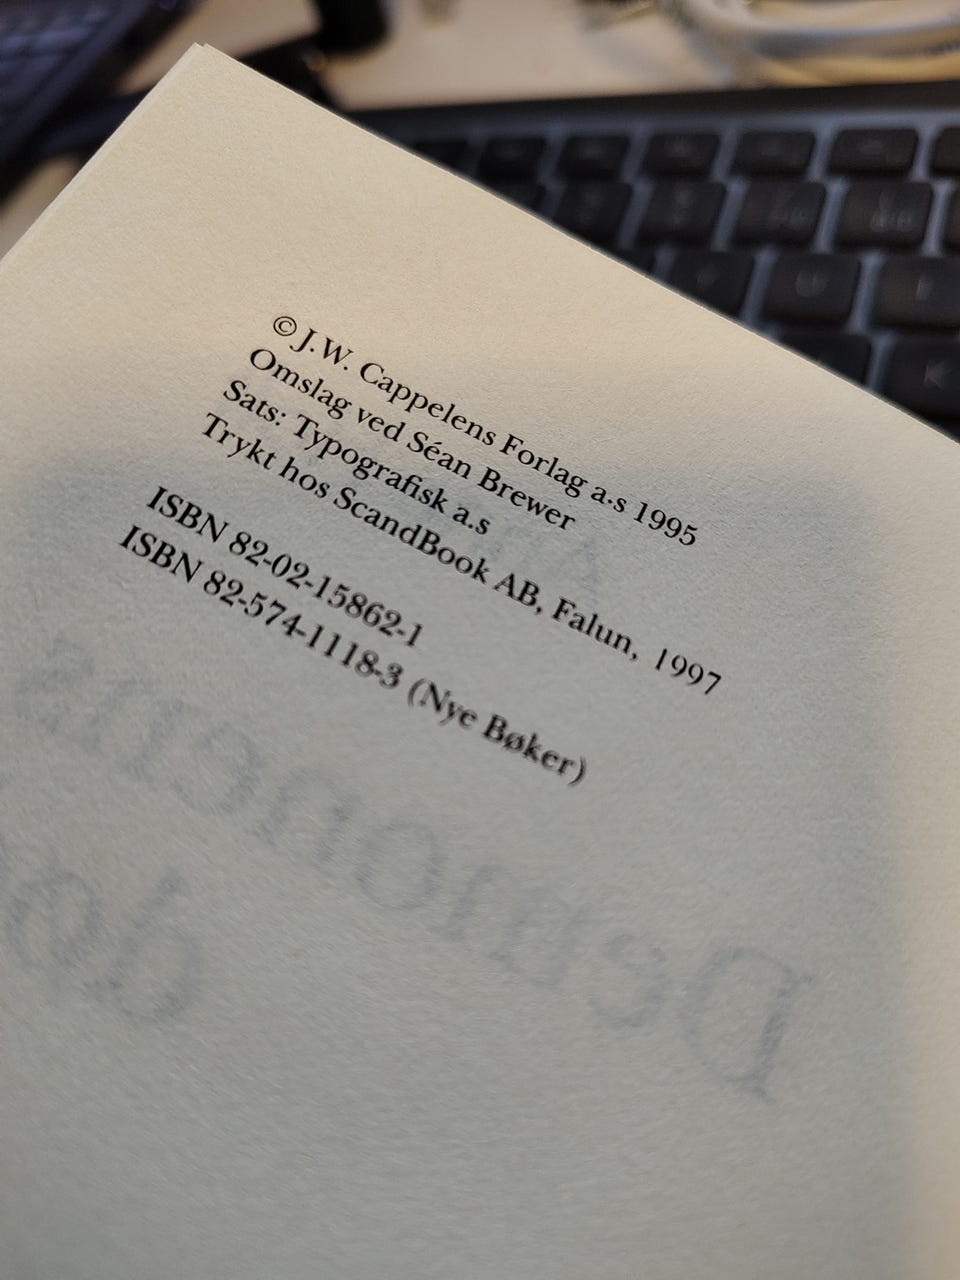 © J.W. Cappelens Forlag a·s 1995
Omslag ved Séan Brewer
Sats: Typografisk a.s
Trykt hos ScandBook AB, Falun, 1997
ISBN 82-02-15862-1
ISBN 82-574-1118-3 (Nye Bøker)
Demonens